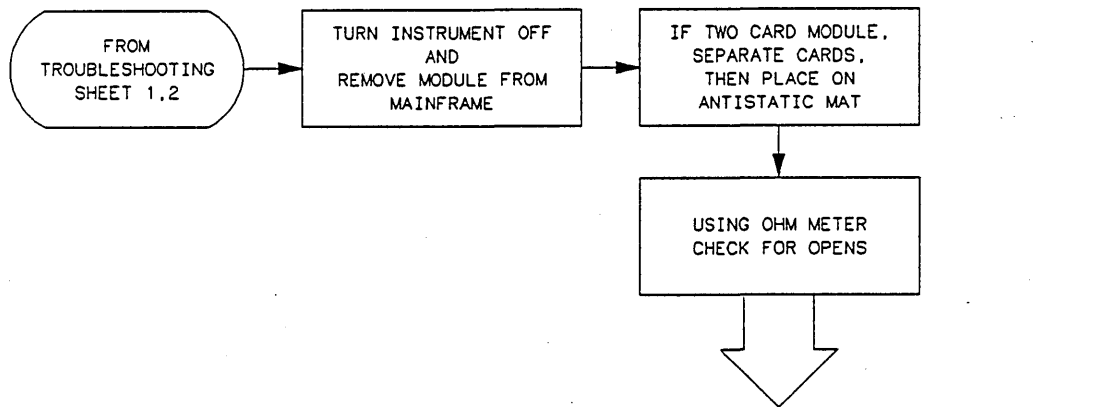 FROM
TROUBLESHOOTING
SHEET 1,2
TURN INSTRUMENT OFF
AND
REMOVE MODULE FROM
MAINFRAME
IF TWO CARD MODULE,
SEPARATE CARDS,
THEN PLACE ON
ANTISTATIC MAT
USING OHM METER
CHECK FOR OPENS